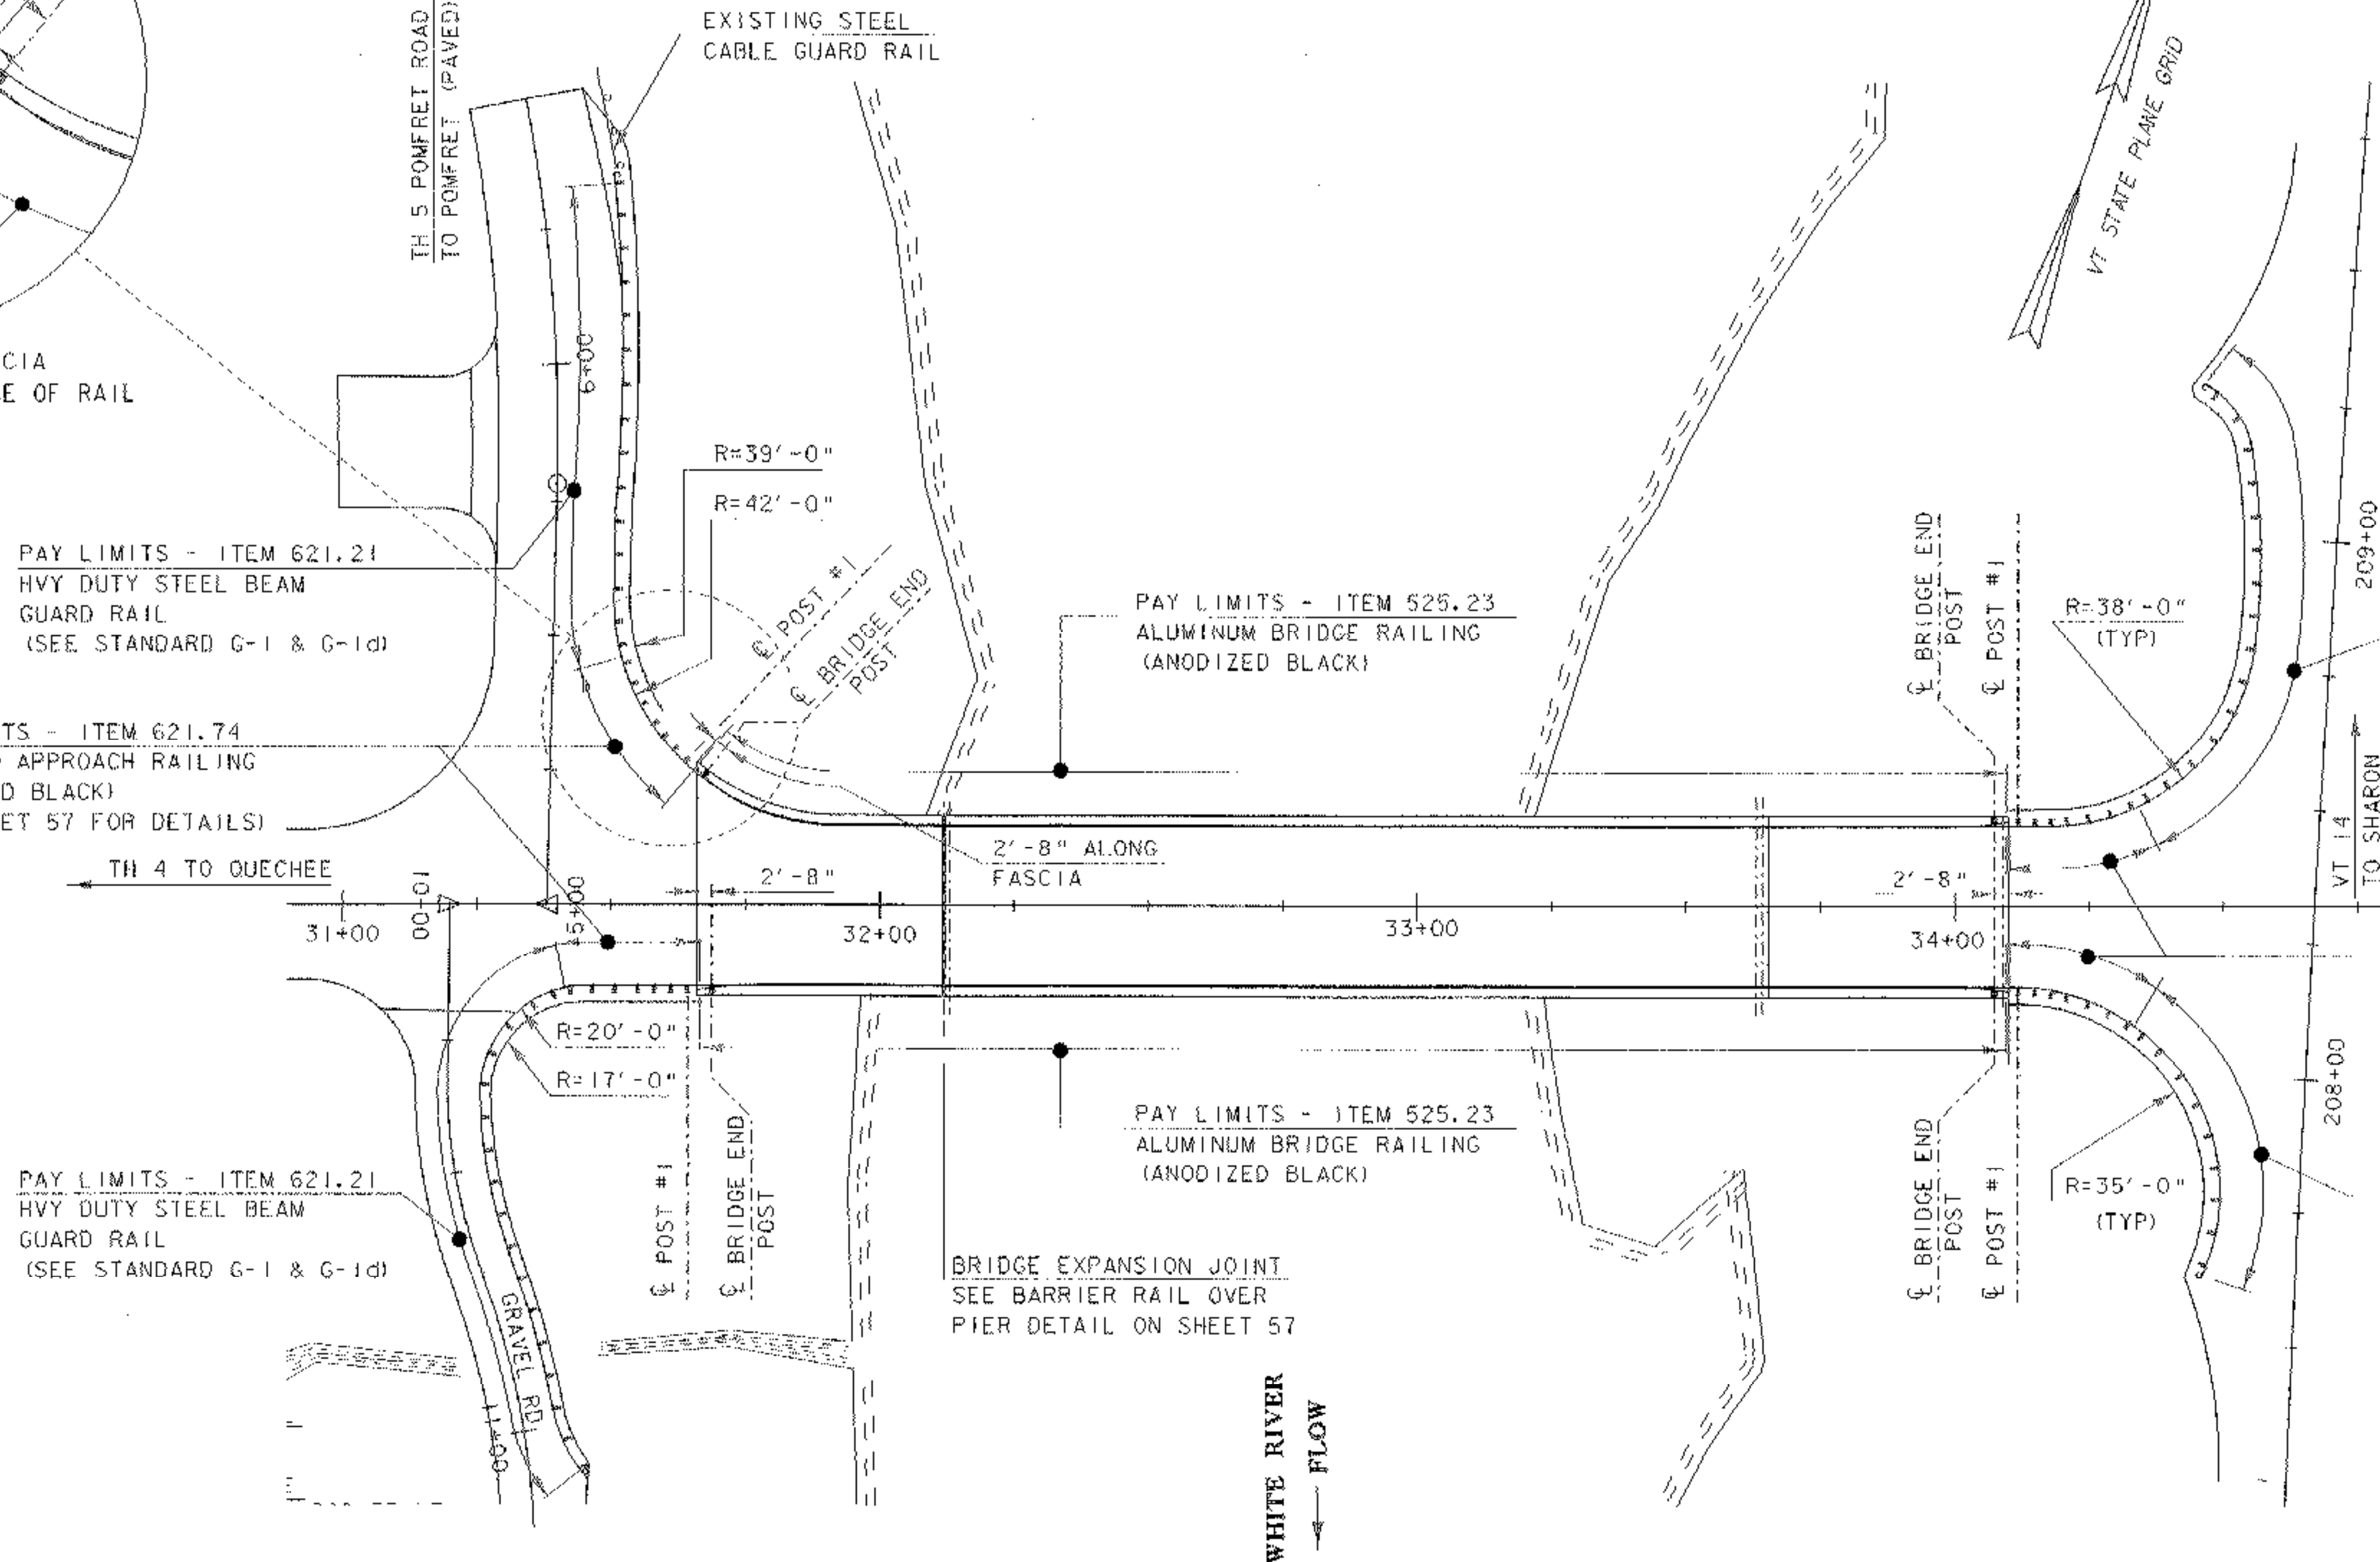 EXISTING STEEL
CABLE GUARD RAIL
TH 5 POMFRET ROAD
TO POMFRET (PAVED)
VT STATE PLANE GRID
CIA
E OF RAIL
6+00
R=39'-0"
R=42'-0"
PAY LIMITS - ITEM 621.21
HVY DUTY STEEL BEAM
GUARD RAIL
(SEE STANDARD G-1 & G-1d)
℄ POST #1
℄ BRIDGE END
POST
PAY LIMITS - ITEM 525.23
ALUMINUM BRIDGE RAILING
(ANODIZED BLACK)
℄ BRIDGE END
POST
℄ POST #1
R=38'-0"
(TYP)
209+00
TS - ITEM 621.74
APPROACH RAILING
D BLACK)
ET 57 FOR DETAILS)
TH 4 TO QUECHEE
2'-8"
2'-8" ALONG
FASCIA
2'-8"
VT 14
TO SHARON
31+00
10+00
5+00
32+00
33+00
34+00
R=20'-0"
R=17'-0"
PAY LIMITS - ITEM 525.23
ALUMINUM BRIDGE RAILING
(ANODIZED BLACK)
208+00
PAY LIMITS - ITEM 621.21
HVY DUTY STEEL BEAM
GUARD RAIL
(SEE STANDARD G-1 & G-1d)
℄ POST #1
℄ BRIDGE END
POST
℄ BRIDGE END
POST
℄ POST #1
R=35'-0"
(TYP)
BRIDGE EXPANSION JOINT
SEE BARRIER RAIL OVER
PIER DETAIL ON SHEET 57
GRAVEL RD
11+00
WHITE RIVER
FLOW